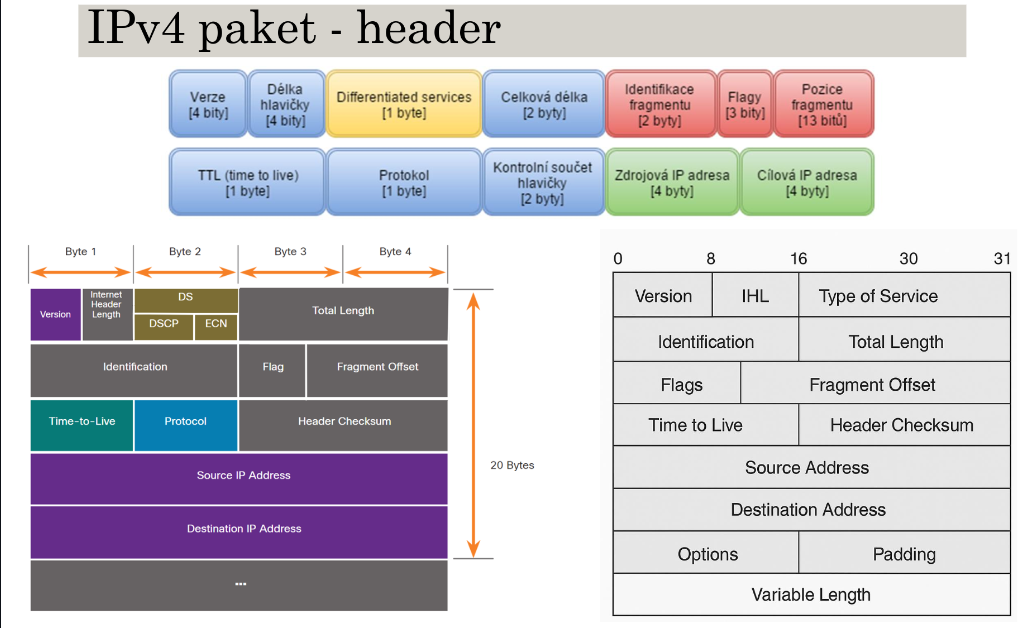 IPv4 paket - header
Verze
[4 bity]
Délka
hlavičky
[4 bity]
Differentiated services
[1 byte]
Celková délka
[2 byty]
Identifikace
fragmentu
[2 byty]
Flagy
[3 bity]
Pozice
fragmentu
[13 bitů]
TTL (time to live)
[1 byte]
Protokol
[1 byte]
Kontrolní součet
hlavičky
[2 byty]
Zdrojová IP adresa
[4 byty]
Cílová IP adresa
[4 byty]
Byte 1
Byte 2
Byte 3
Byte 4
Version
Internet
Header
Length
DS
DSCP
ECN
Total Length
Identification
Flag
Fragment Offset
Time-to-Live
Protocol
Header Checksum
Source IP Address
Destination IP Address
...
20 Bytes
0 8 16 30 31
Version
IHL
Type of Service
Identification
Total Length
Flags
Fragment Offset
Time to Live
Header Checksum
Source Address
Destination Address
Options
Padding
Variable Length